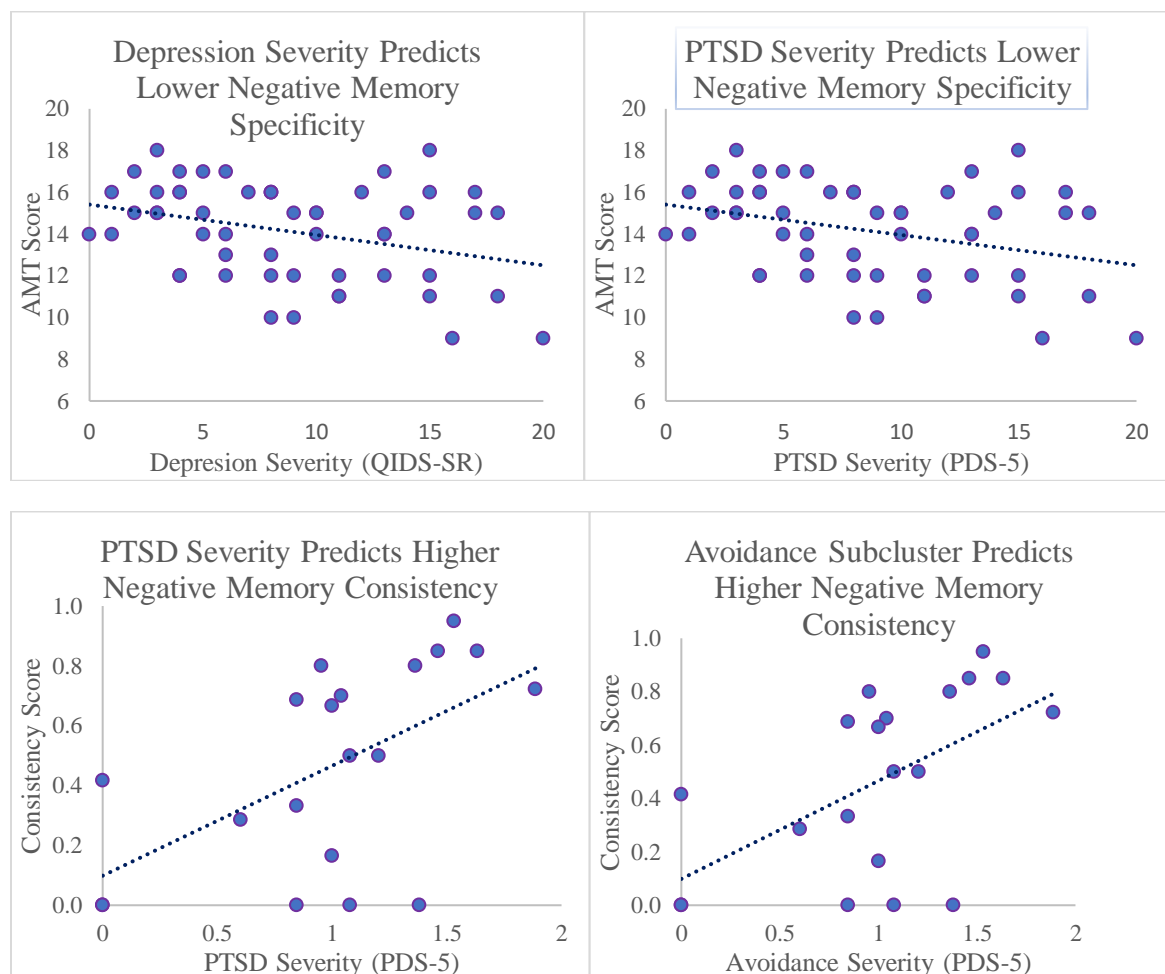 Depression Severity Predicts
Lower Negative Memory
Specificity
AMT Score
20
18
16
14
12
10
8
6
0 5 10 15 20
Depresion Severity (QIDS-SR)
PTSD Severity Predicts Lower
Negative Memory Specificity
AMT Score
20
18
16
14
12
10
8
6
0 5 10 15 20
PTSD Severity (PDS-5)
PTSD Severity Predicts Higher
Negative Memory Consistency
Consistency Score
1.0
0.8
0.6
0.4
0.2
0.0
0 0.5 1 1.5 2
PTSD Severity (PDS-5)
Avoidance Subcluster Predicts
Higher Negative Memory
Consistency
Consistency Score
1.0
0.8
0.6
0.4
0.2
0.0
0 0.5 1 1.5 2
Avoidance Severity (PDS-5)